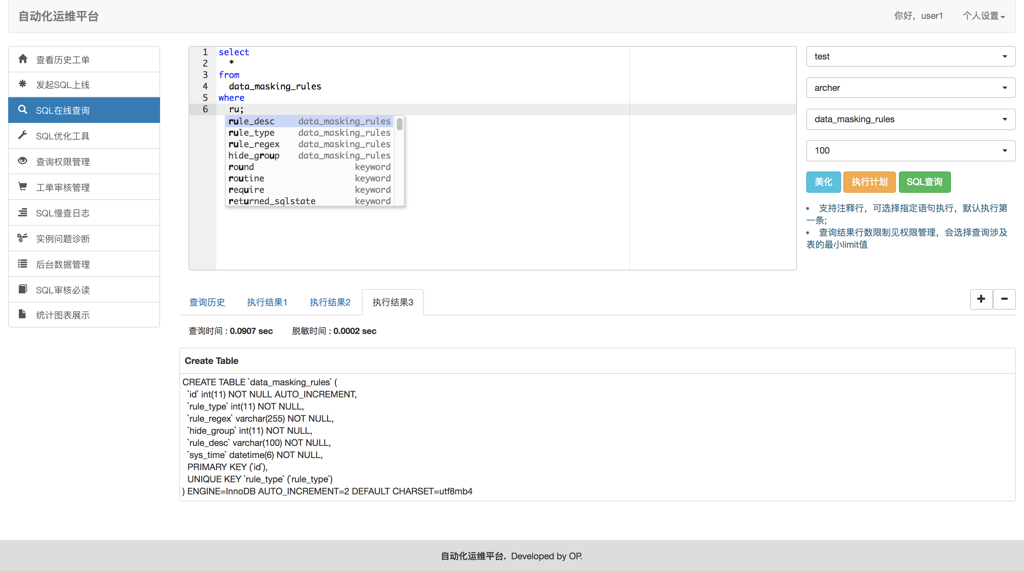 自动化运维平台
你好，user1
个人设置
查看历史工单
发起SQL上线
SQL在线查询
SQL优化工具
查询权限管理
工单审核管理
SQL慢查日志
实例问题诊断
后台数据管理
SQL审核必读
统计图表展示
1 select
2 *
3 from
4 data_masking_rules
5 where
6 ru;
rule_desc data_masking_rules
rule_type data_masking_rules
rule_regex data_masking_rules
hide_group data_masking_rules
round keyword
routine keyword
require keyword
returned_sqlstate keyword
test
archer
data_masking_rules
100
美化 执行计划 SQL查询
• 支持注释行，可选择指定语句执行，默认执行第
一条;
• 查询结果行数限制见权限管理，会选择查询涉及
表的最小limit值
查询历史 执行结果1 执行结果2 执行结果3
+ −
查询时间 : 0.0907 sec 脱敏时间 : 0.0002 sec
Create Table
CREATE TABLE `data_masking_rules` (
`id` int(11) NOT NULL AUTO_INCREMENT,
`rule_type` int(11) NOT NULL,
`rule_regex` varchar(255) NOT NULL,
`hide_group` int(11) NOT NULL,
`rule_desc` varchar(100) NOT NULL,
`sys_time` datetime(6) NOT NULL,
PRIMARY KEY (`id`),
UNIQUE KEY `rule_type` (`rule_type`)
) ENGINE=InnoDB AUTO_INCREMENT=2 DEFAULT CHARSET=utf8mb4
自动化运维平台. Developed by OP.